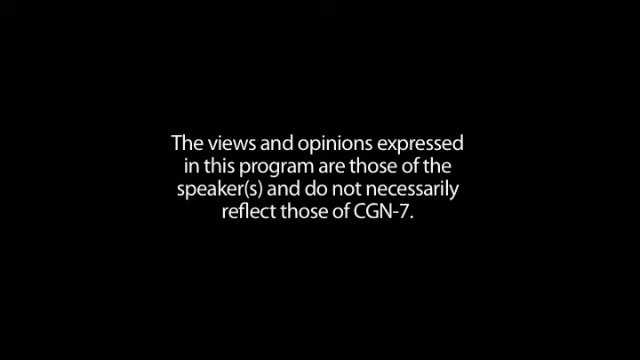 The views and opinions expressed
in this program are those of the
speaker(s) and do not necessarily
reflect those of CGN-7.